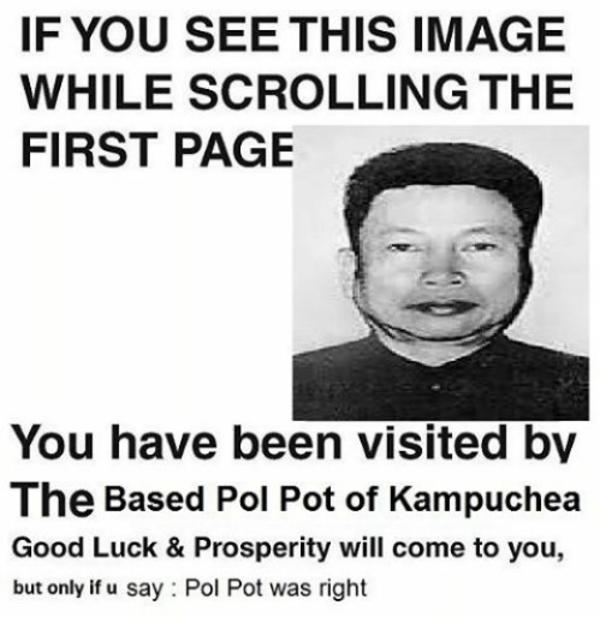 IF YOU SEE THIS IMAGE
WHILE SCROLLING THE
FIRST PAGE
You have been visited by
The Based Pol Pot of Kampuchea
Good Luck & Prosperity will come to you,
but only if u say : Pol Pot was right